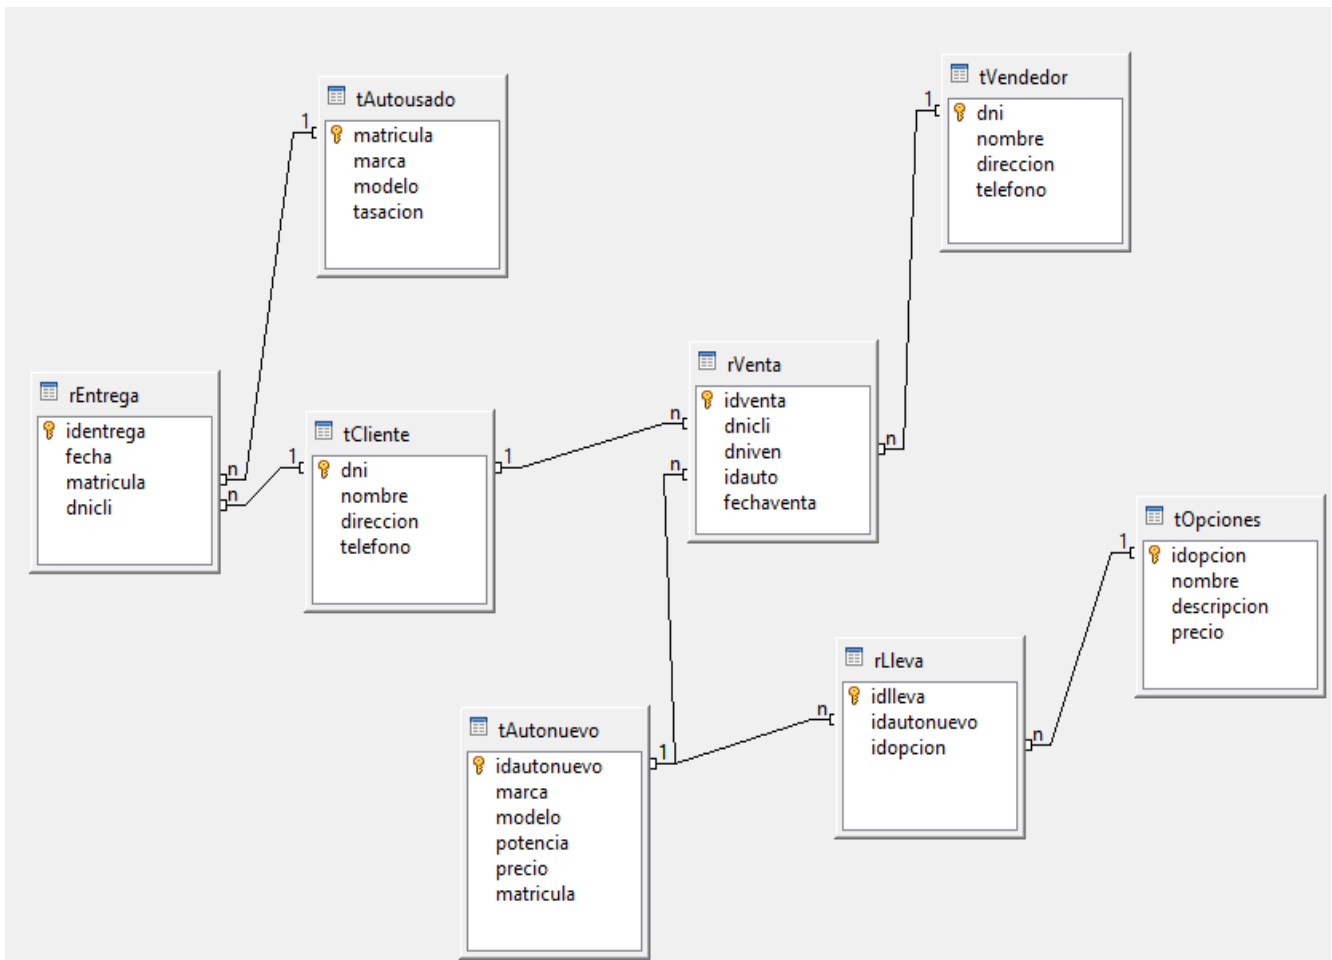 tAutousado
matricula
marca
modelo
tasacion
1
tVendedor
dni
nombre
direccion
telefono
1
rEntrega
identrega
fecha
matricula
dnicli
n
n
tCliente
dni
nombre
direccion
telefono
1
1
rVenta
idventa
dnicli
dniven
idauto
fechaventa
n
n
n
tOpciones
idopcion
nombre
descripcion
precio
1
rLleva
idlleva
idautonuevo
idopcion
n
n
tAutonuevo
idautonuevo
marca
modelo
potencia
precio
matricula
1